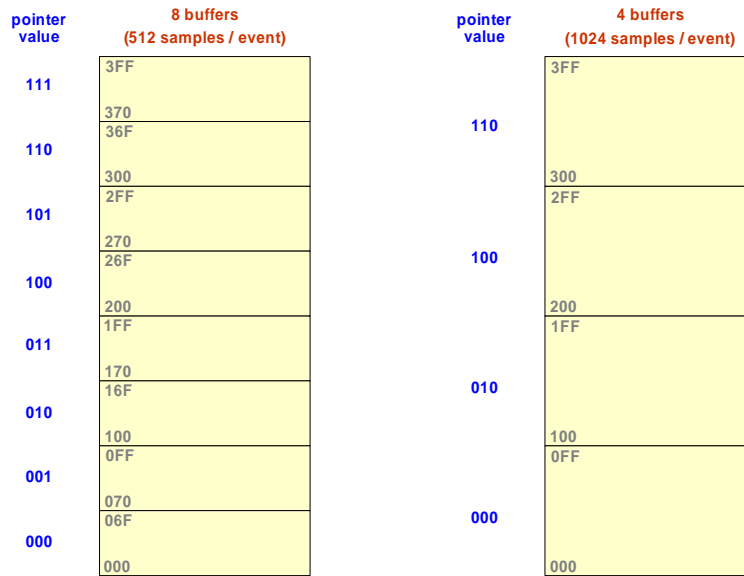 pointer
value
8 buffers
(512 samples / event)
111
3FF
370
110
36F
300
101
2FF
270
100
26F
200
011
1FF
170
010
16F
100
001
0FF
070
000
06F
000
pointer
value
4 buffers
(1024 samples / event)
110
3FF
300
100
2FF
200
010
1FF
100
000
0FF
000